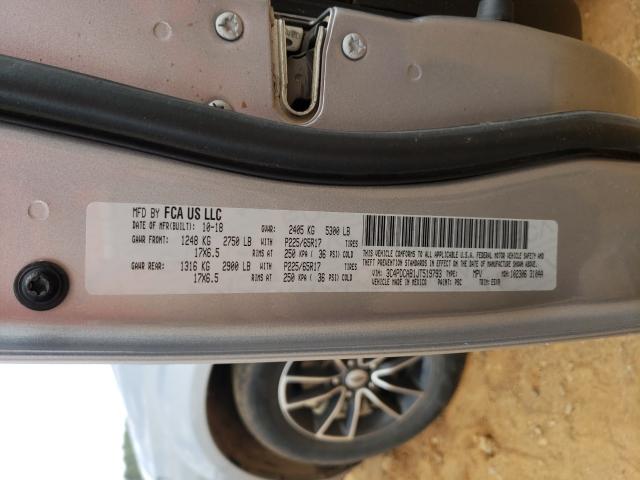 MFD BY FCA US LLC
DATE OF MFR(BUILT): 10-18 GVWR: 2405 KG 5300 LB
GAWR FRONT: 1248 KG 2750 LB WITH P225/65R17 TIRES
17X6.5 RIMS AT 250 KPA ( 36 PSI) COLD
GAWR REAR: 1316 KG 2900 LB WITH P225/65R17 TIRES
17X6.5 RIMS AT 250 KPA ( 36 PSI) COLD
THIS VEHICLE CONFORMS TO ALL APPLICABLE U.S.A. FEDERAL MOTOR VEHICLE SAFETY AND
THEFT PREVENTION STANDARDS IN EFFECT ON THE DATE OF MANUFACTURE SHOWN ABOVE.
VIN: 3C4PDCAB1JT519793 TYPE: MPV MDH: 102306 310AA
VEHICLE MADE IN MEXICO PAINT: PSC TRIM: